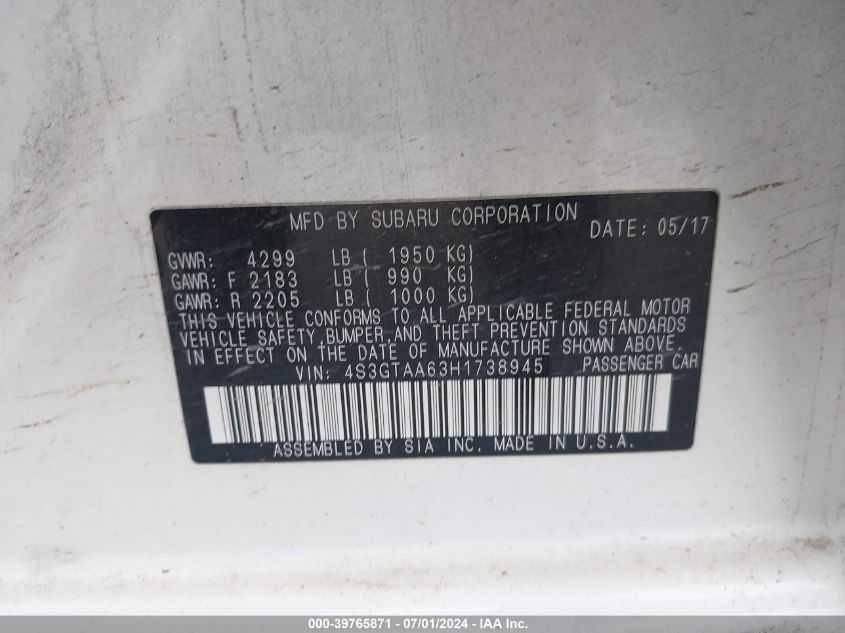 MFD BY SUBARU CORPORATION
DATE: 05/17
GVWR: 4299 LB ( 1950 KG)
GAWR: F 2183 LB ( 990 KG)
GAWR: R 2205 LB ( 1000 KG)
THIS VEHICLE CONFORMS TO ALL APPLICABLE FEDERAL MOTOR
VEHICLE SAFETY,BUMPER,AND THEFT PREVENTION STANDARDS
IN EFFECT ON THE DATE OF MANUFACTURE SHOWN ABOVE.
VIN: 4S3GTAA63H1738945 PASSENGER CAR
ASSEMBLED BY SIA INC. MADE IN U.S.A.
000-39765871 - 07/01/2024 - IAA Inc.